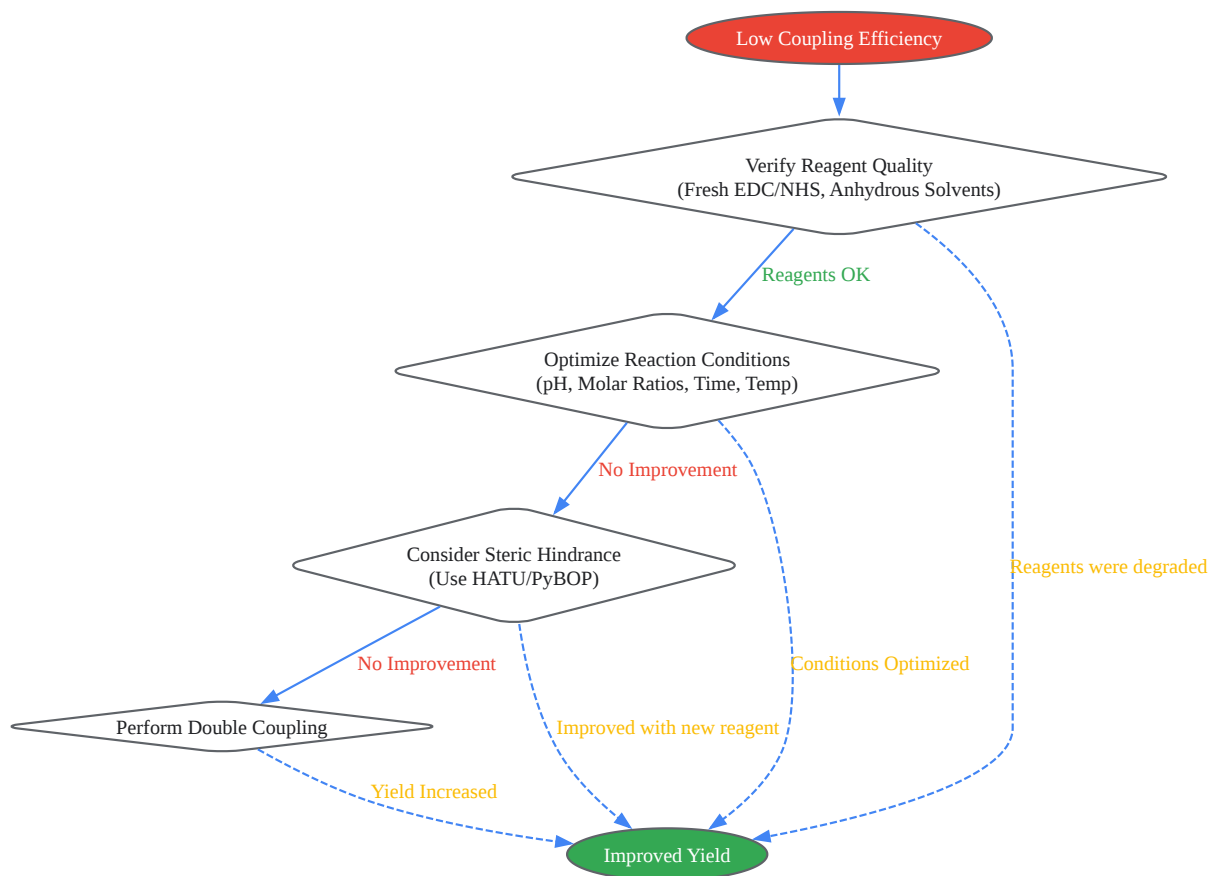 Low Coupling Efficiency
Verify Reagent Quality
(Fresh EDC/NHS, Anhydrous Solvents)
Reagents OK
Optimize Reaction Conditions
(pH, Molar Ratios, Time, Temp)
No Improvement
Consider Steric Hindrance
(Use HATU/PyBOP)
Reagents were degraded
No Improvement
Conditions Optimized
Perform Double Coupling
Improved with new reagent
Yield Increased
Improved Yield